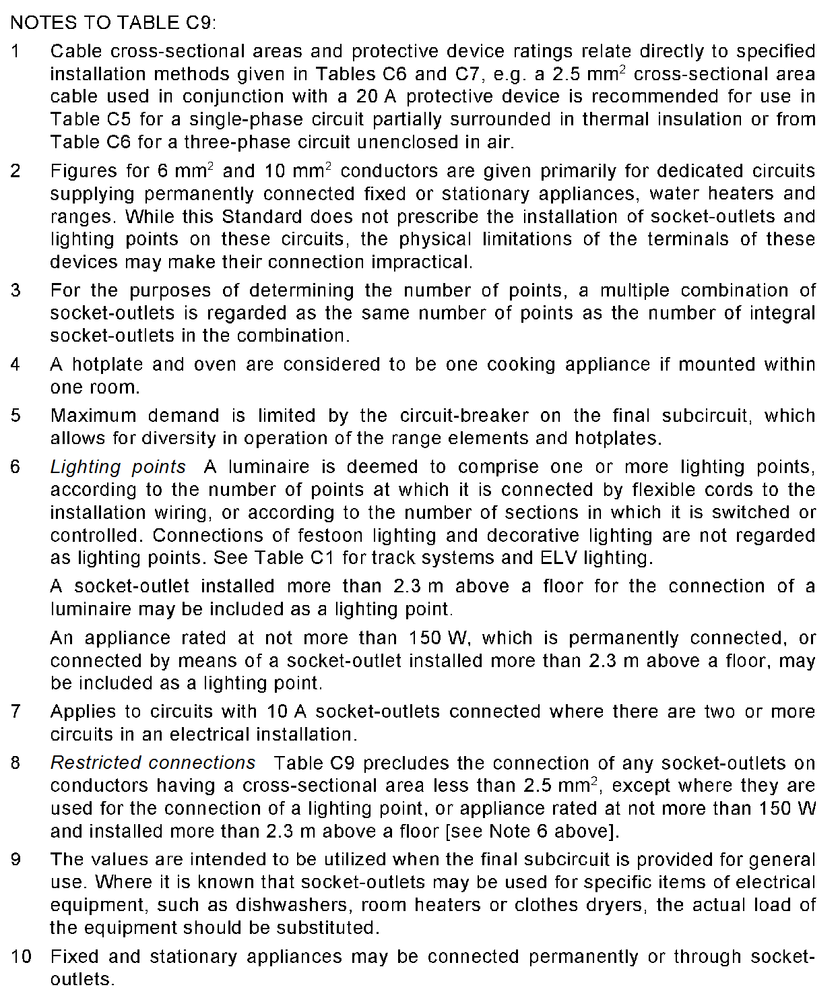 NOTES TO TABLE C9:
1 Cable cross-sectional areas and protective device ratings relate directly to specified
installation methods given in Tables C6 and C7, e.g. a 2.5 mm² cross-sectional area
cable used in conjunction with a 20 A protective device is recommended for use in
Table C5 for a single-phase circuit partially surrounded in thermal insulation or from
Table C6 for a three-phase circuit unenclosed in air.
2 Figures for 6 mm² and 10 mm² conductors are given primarily for dedicated circuits
supplying permanently connected fixed or stationary appliances, water heaters and
ranges. While this Standard does not prescribe the installation of socket-outlets and
lighting points on these circuits, the physical limitations of the terminals of these
devices may make their connection impractical.
3 For the purposes of determining the number of points, a multiple combination of
socket-outlets is regarded as the same number of points as the number of integral
socket-outlets in the combination.
4 A hotplate and oven are considered to be one cooking appliance if mounted within
one room.
5 Maximum demand is limited by the circuit-breaker on the final subcircuit, which
allows for diversity in operation of the range elements and hotplates.
6 Lighting points A luminaire is deemed to comprise one or more lighting points,
according to the number of points at which it is connected by flexible cords to the
installation wiring, or according to the number of sections in which it is switched or
controlled. Connections of festoon lighting and decorative lighting are not regarded
as lighting points. See Table C1 for track systems and ELV lighting.
A socket-outlet installed more than 2.3 m above a floor for the connection of a
luminaire may be included as a lighting point.
An appliance rated at not more than 150 W, which is permanently connected, or
connected by means of a socket-outlet installed more than 2.3 m above a floor, may
be included as a lighting point.
7 Applies to circuits with 10 A socket-outlets connected where there are two or more
circuits in an electrical installation.
8 Restricted connections Table C9 precludes the connection of any socket-outlets on
conductors having a cross-sectional area less than 2.5 mm², except where they are
used for the connection of a lighting point, or appliance rated at not more than 150 W
and installed more than 2.3 m above a floor [see Note 6 above].
9 The values are intended to be utilized when the final subcircuit is provided for general
use. Where it is known that socket-outlets may be used for specific items of electrical
equipment, such as dishwashers, room heaters or clothes dryers, the actual load of
the equipment should be substituted.
10 Fixed and stationary appliances may be connected permanently or through socket-
outlets.